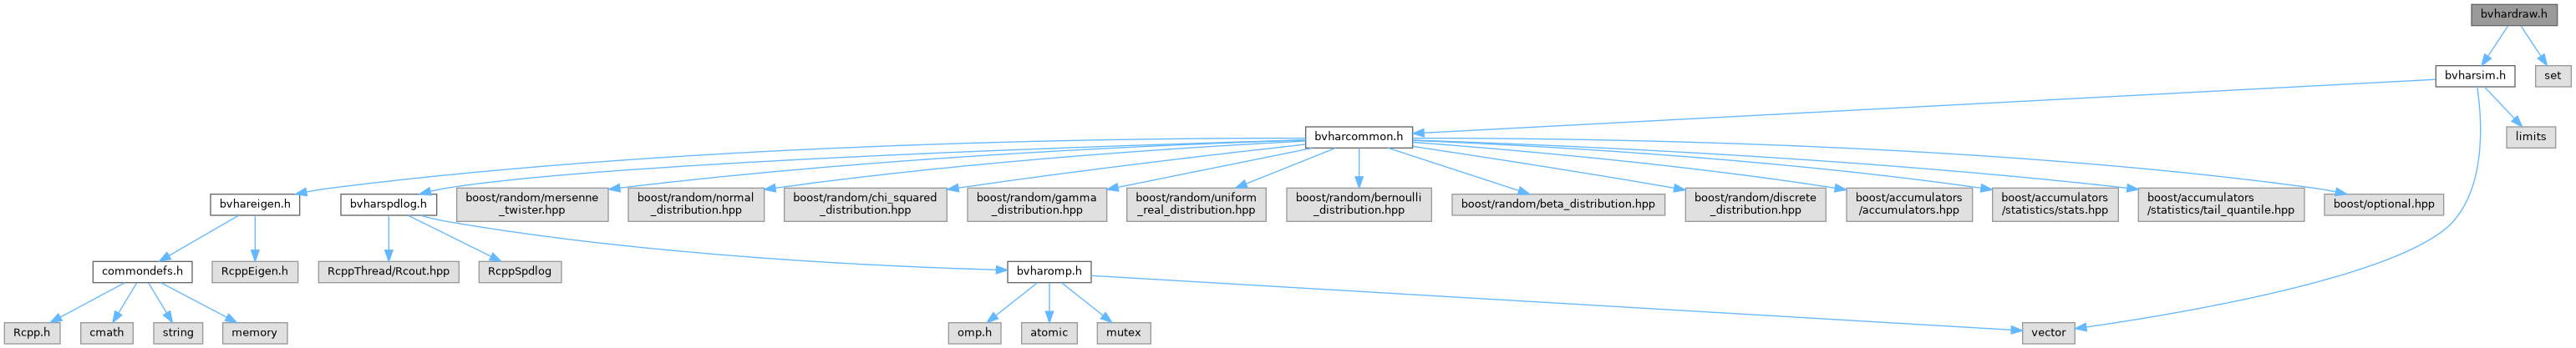 bvhardraw.h
bvharsim.h
set
bvharcommon.h
limits
bvhareigen.h
bvharspdlog.h
boost/random/mersenne
_twister.hpp
boost/random/normal
_distribution.hpp
boost/random/chi_squared
_distribution.hpp
boost/random/gamma
_distribution.hpp
boost/random/uniform
_real_distribution.hpp
boost/random/bernoulli
_distribution.hpp
boost/random/beta_distribution.hpp
boost/random/discrete
_distribution.hpp
boost/accumulators
/accumulators.hpp
boost/accumulators
/statistics/stats.hpp
boost/accumulators
/statistics/tail_quantile.hpp
boost/optional.hpp
commondefs.h
RcppEigen.h
RcppThread/Rcout.hpp
RcppSpdlog
bvharomp.h
Rcpp.h
cmath
string
memory
omp.h
atomic
mutex
vector